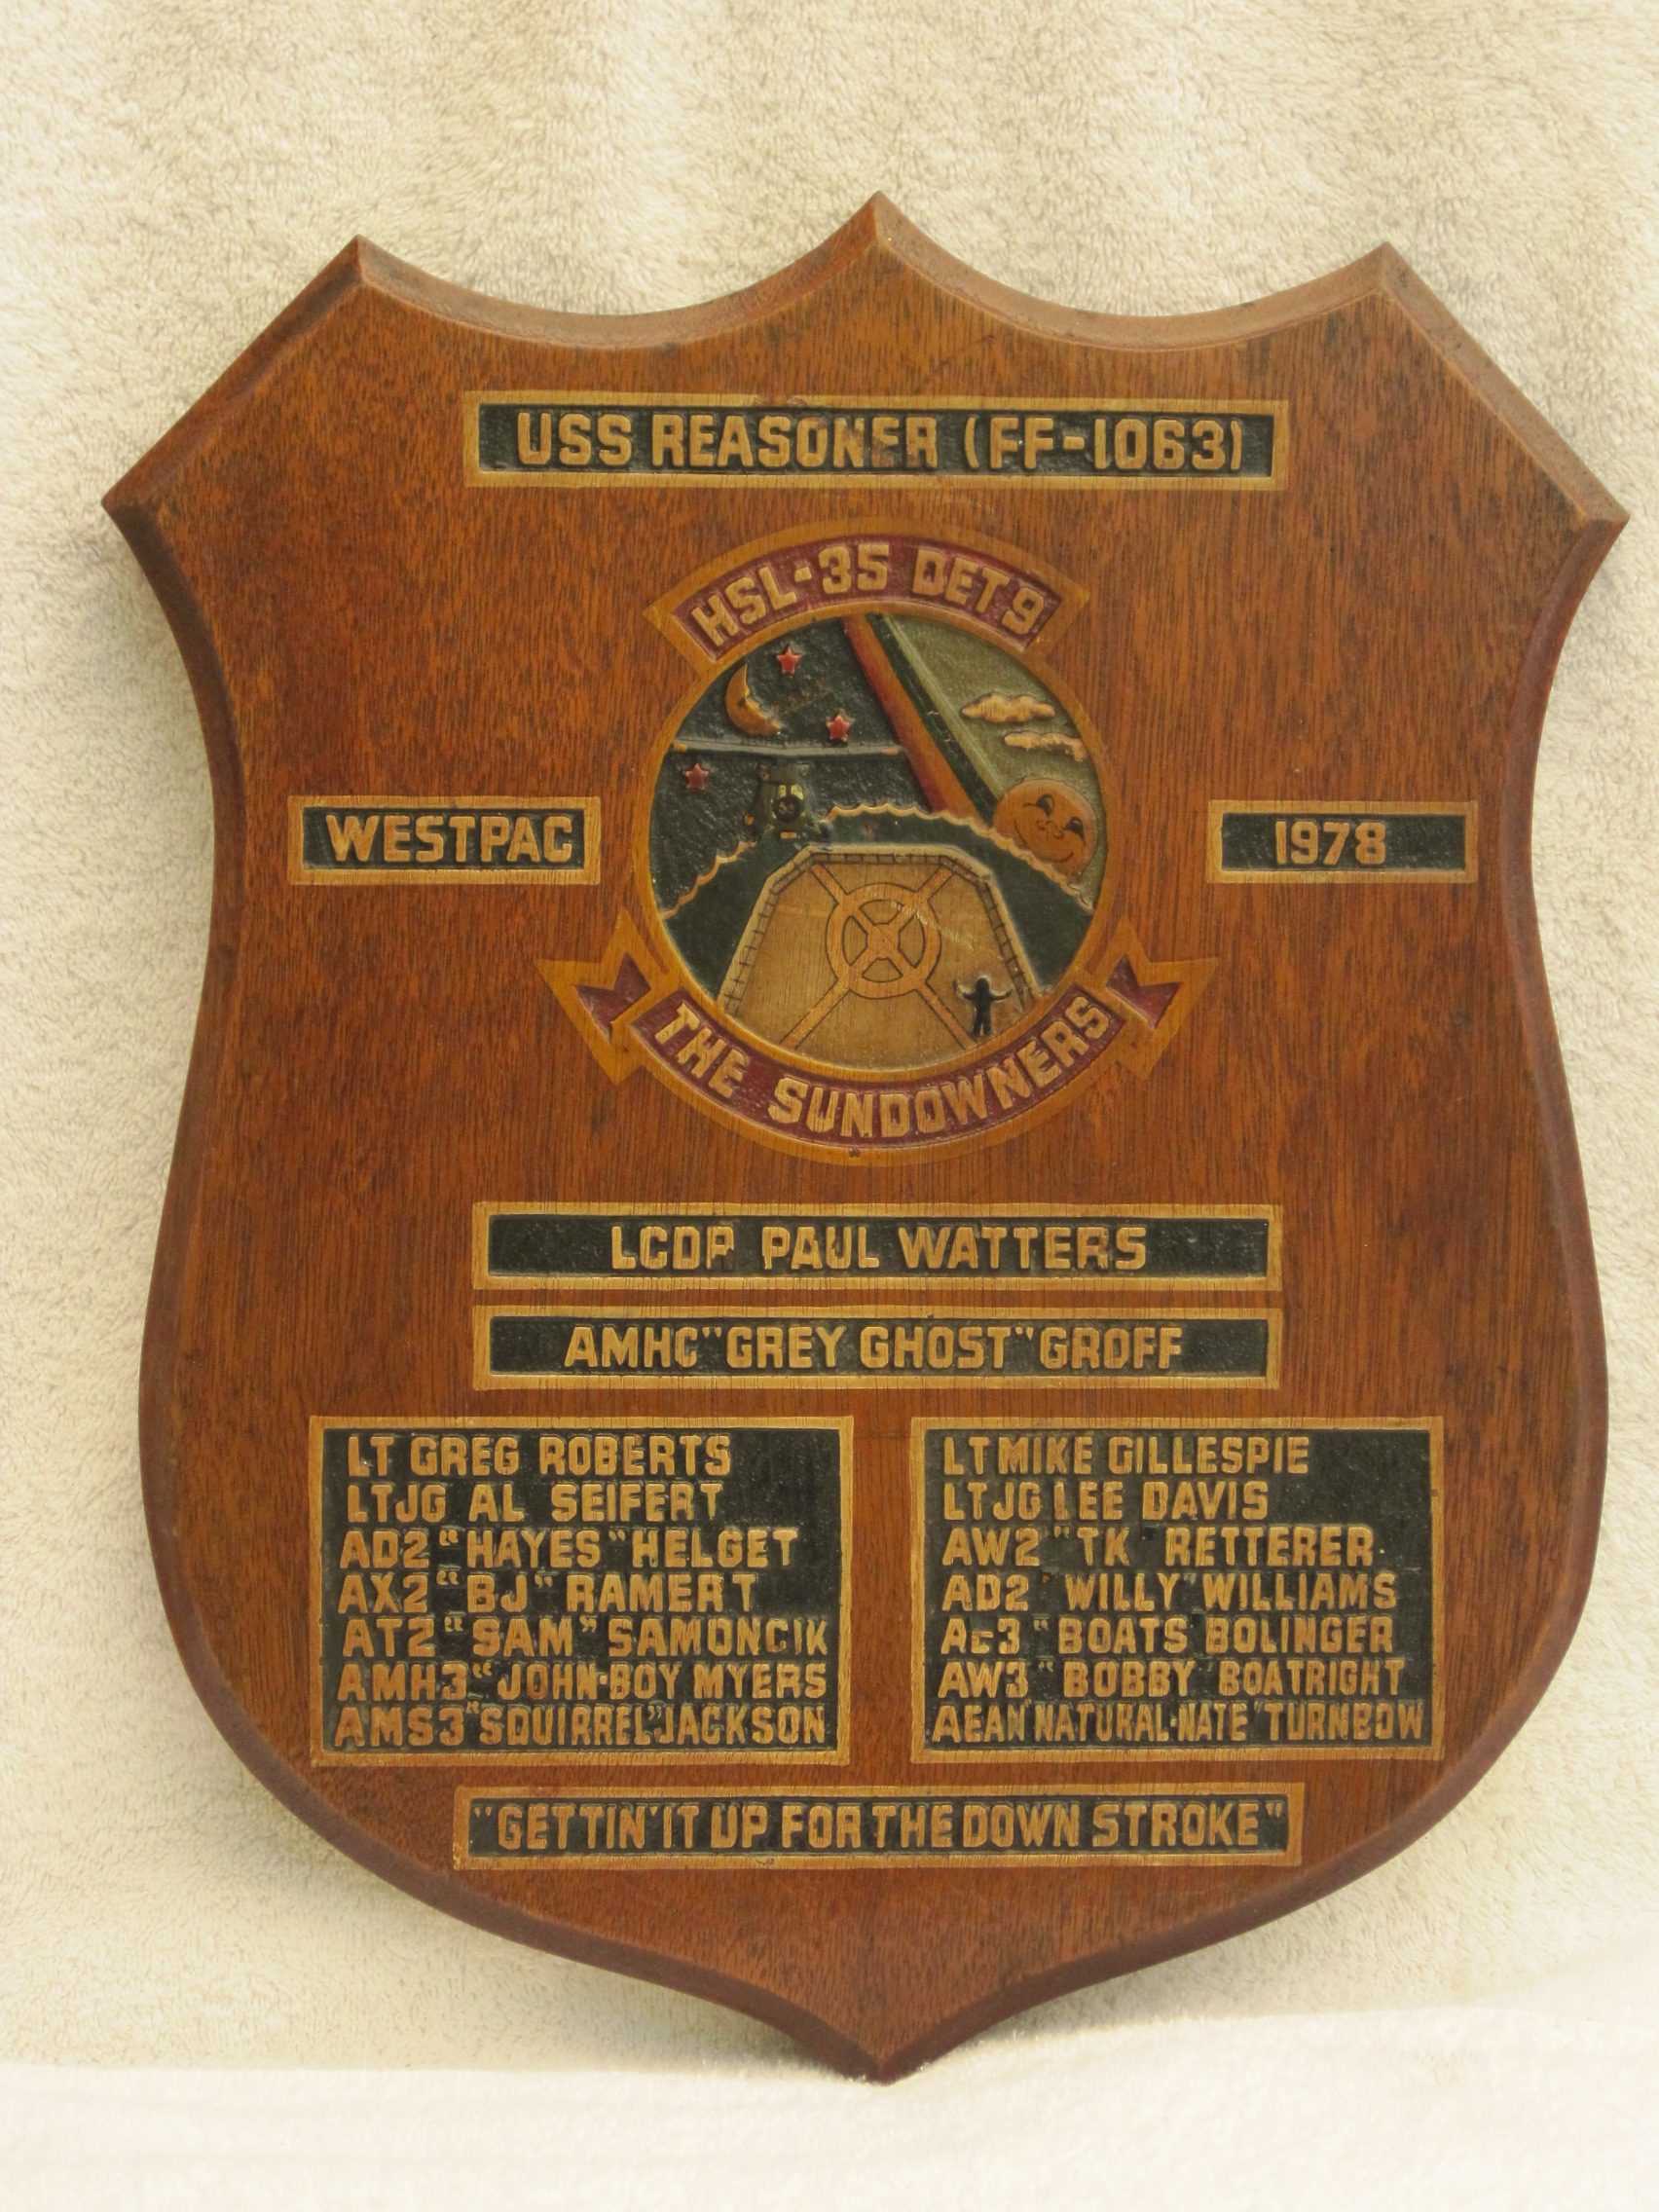 USS REASONER (FF-1063)
HSL-35 DET 9
WESTPAC
1978
THE SUNDOWNERS
LCDR PAUL WATTERS
AMHC "GREY GHOST" GROFF
LT GREG ROBERTS
LTJG AL SEIFERT
AD2 "HAYES" HELGET
AX2 "BJ" RAMERT
AT2 "SAM" SAMONCIK
AMH3 "JOHN-BOY MYERS
AMS3 "SQUIRREL" JACKSON
LT MIKE GILLESPIE
LTJG LEE DAVIS
AW2 "TK" RETTERER
AD2 "WILLY" WILLIAMS
"BOATS BOLINGER
AW3 "BOBBY" BOATRIGHT
AEAN "NATURAL-NATE" TURNBOW
"GETTIN' IT UP FOR THE DOWN STROKE"